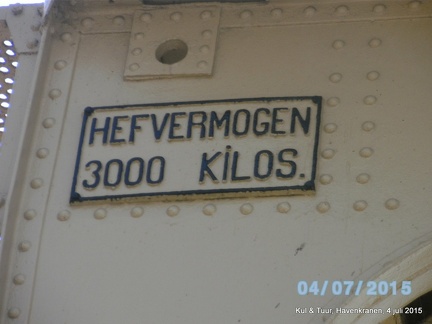 HEFVERMOGEN
3000 KILOS.
04/07/2015
Kul & Tuur, Havenkranen, 4 juli 2015